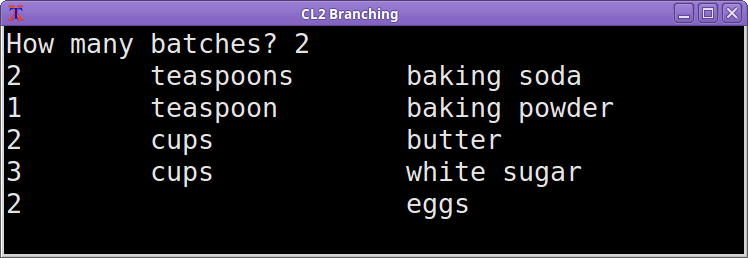 CL2 Branching
How many batches? 2
2 teaspoons baking soda
1 teaspoon baking powder
2 cups butter
3 cups white sugar
2 eggs